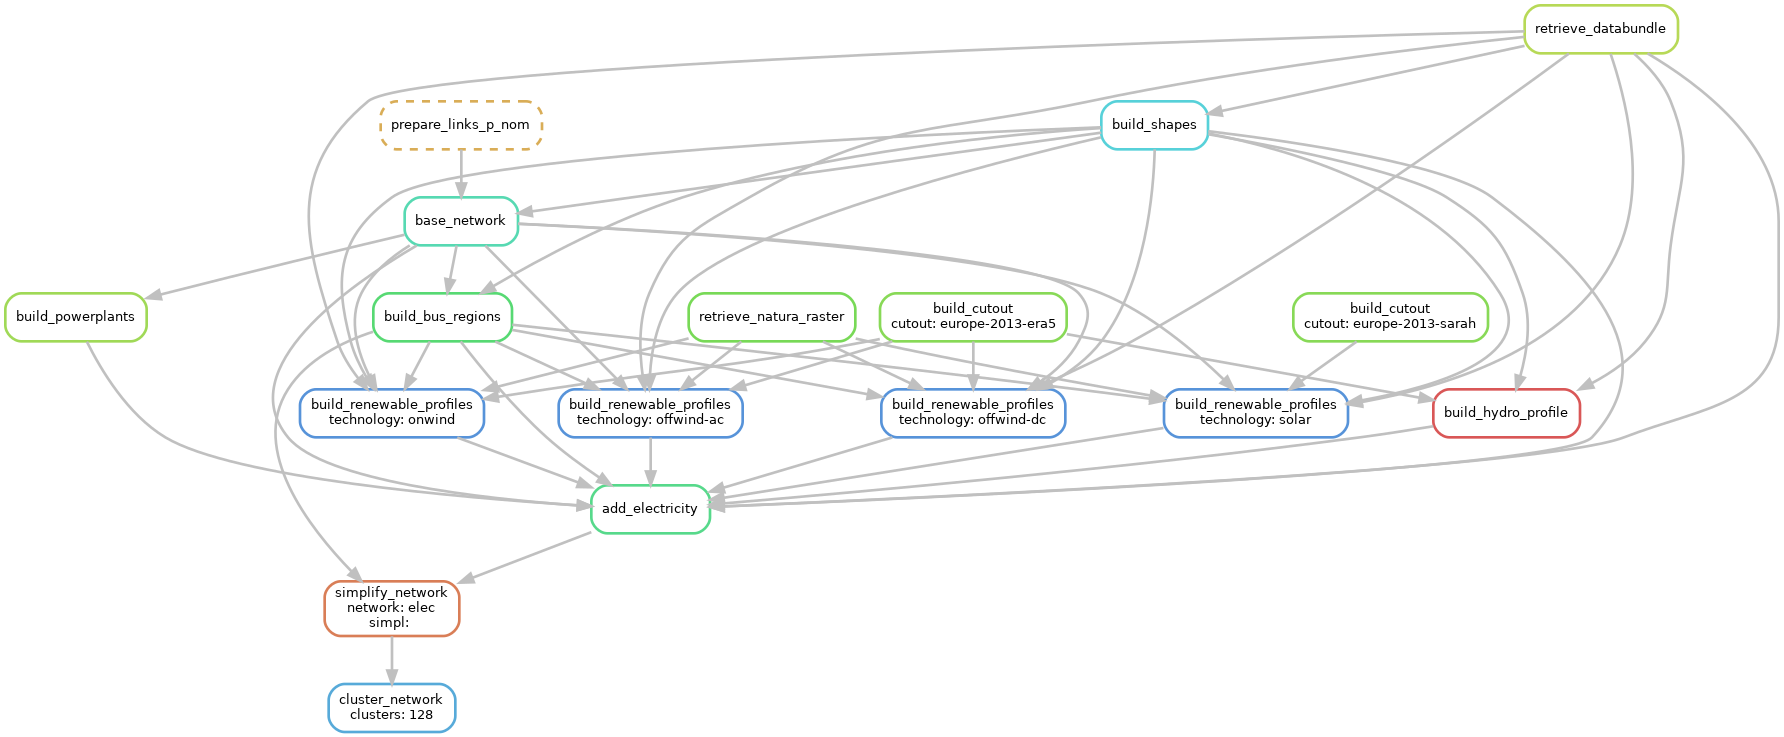 retrieve_databundle
prepare_links_p_nom
build_shapes
base_network
build_powerplants
build_bus_regions
retrieve_natura_raster
build_cutout
cutout: europe-2013-era5
build_cutout
cutout: europe-2013-sarah
build_renewable_profiles
technology: onwind
build_renewable_profiles
technology: offwind-ac
build_renewable_profiles
technology: offwind-dc
build_renewable_profiles
technology: solar
build_hydro_profile
add_electricity
simplify_network
network: elec
simpl:
cluster_network
clusters: 128